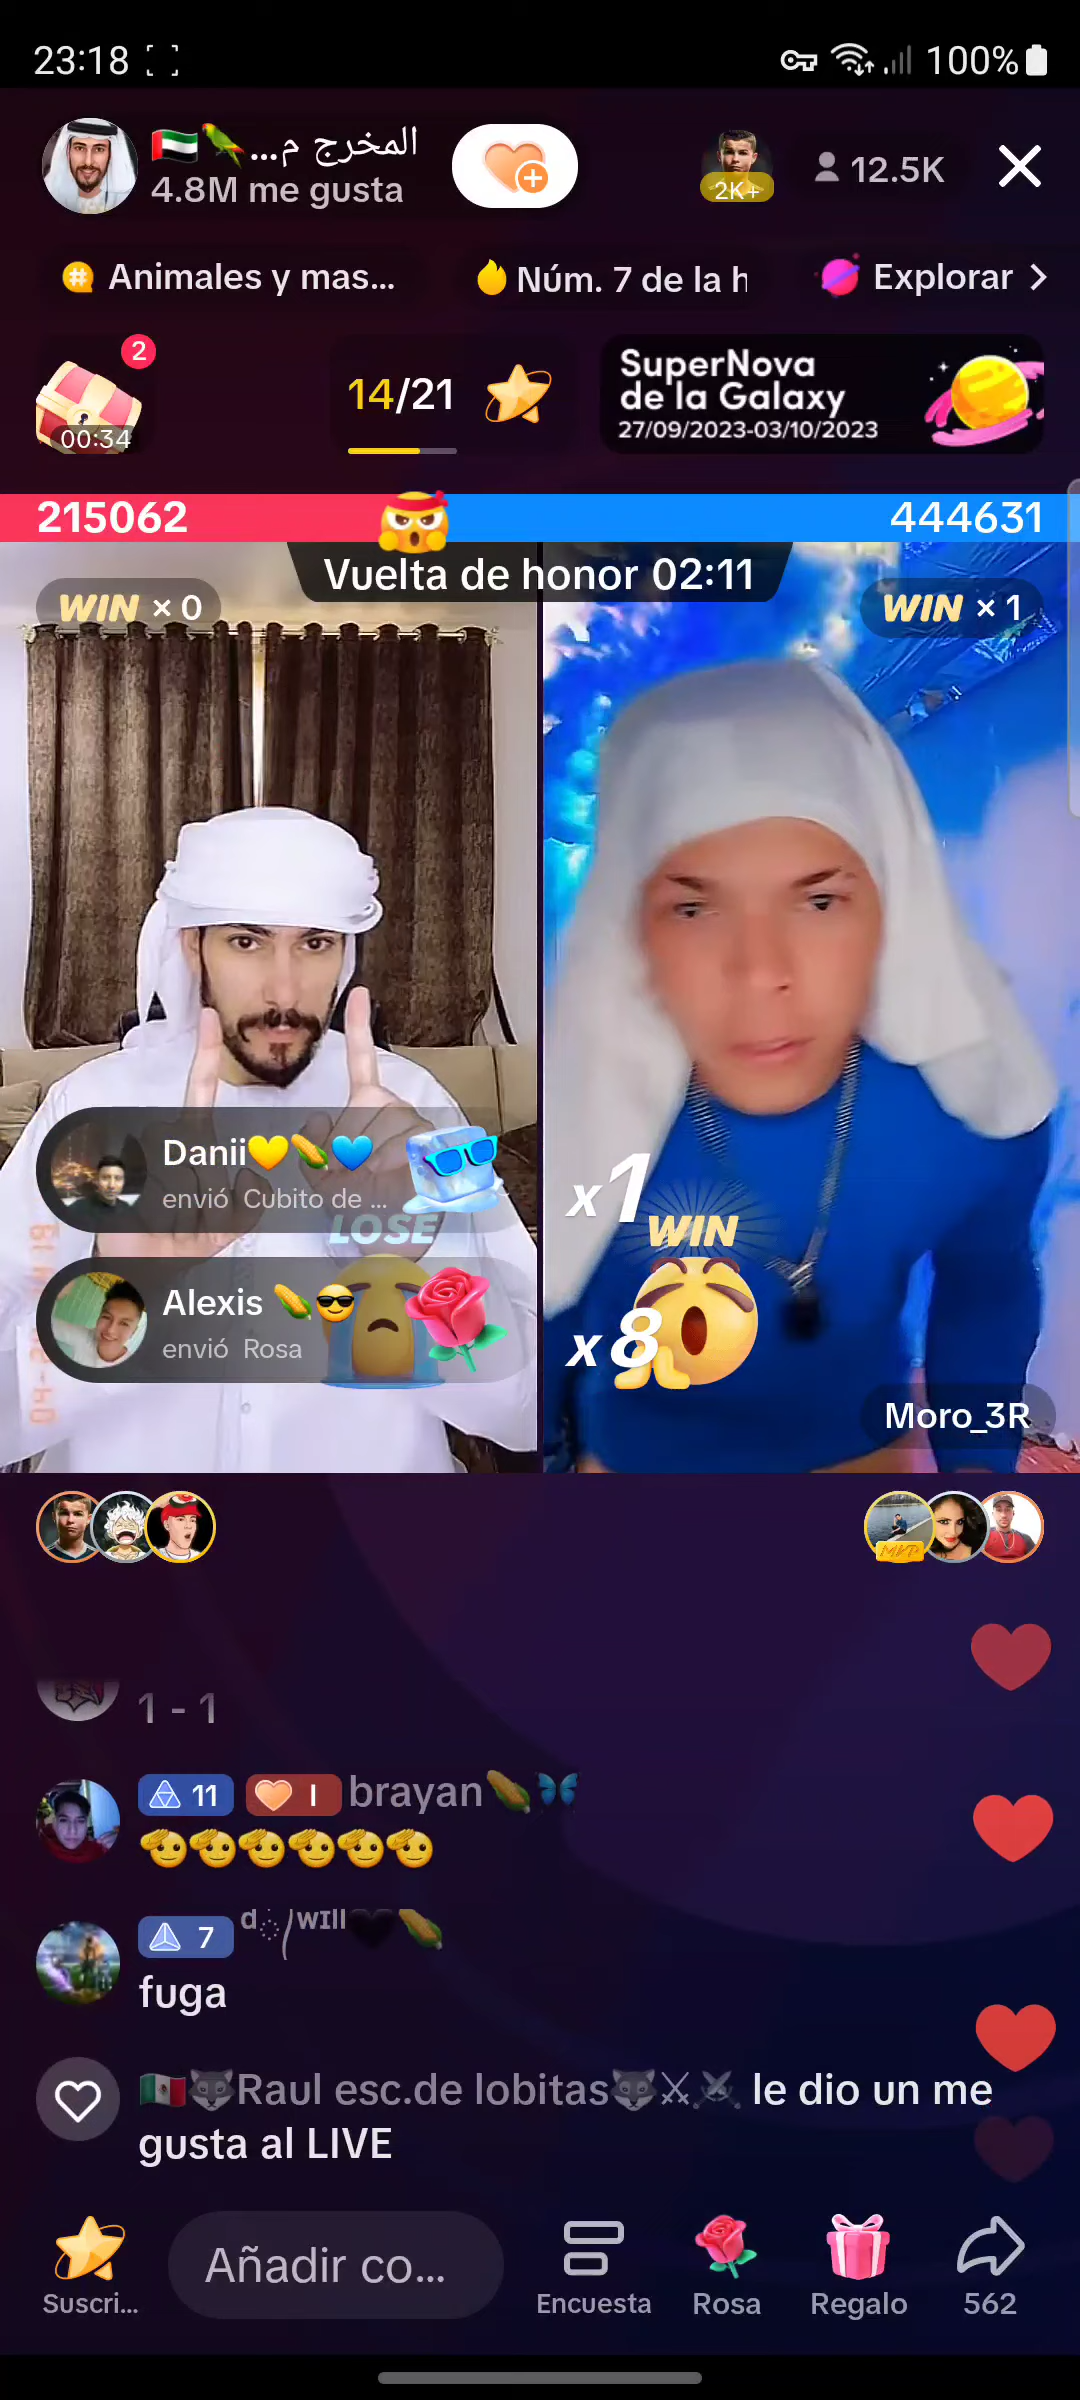 23:18
100%
المخرج م...
4.8M me gusta
2K+
12.5K
Animales y mas...
Núm. 7 de la h
Explorar
2
00:34
14/21
SuperNova
de la Galaxy
27/09/2023-03/10/2023
215062
444631
Vuelta de honor 02:11
WIN × 0
WIN × 1
Danii
envió Cubito de ...
x1
LOSE
WIN
Alexis
envió Rosa
x8
Moro_3R
MVP
1 - 1
11
I
brayan
7
fuga
Raul esc.de lobitas le dio un me
gusta al LIVE
Suscri...
Añadir co...
Encuesta
Rosa
Regalo
562